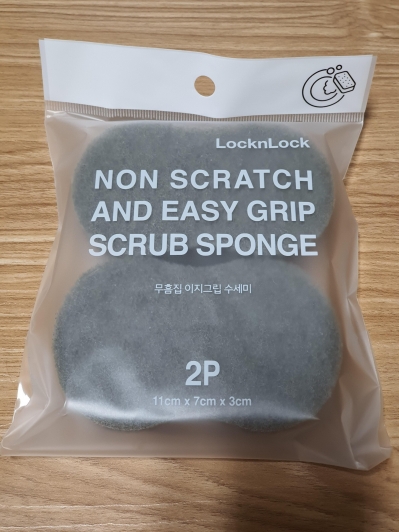 LocknLock
NON SCRATCH
AND EASY GRIP
SCRUB SPONGE
무흠집 이지그립 수세미
2P
11cm x 7cm x 3cm